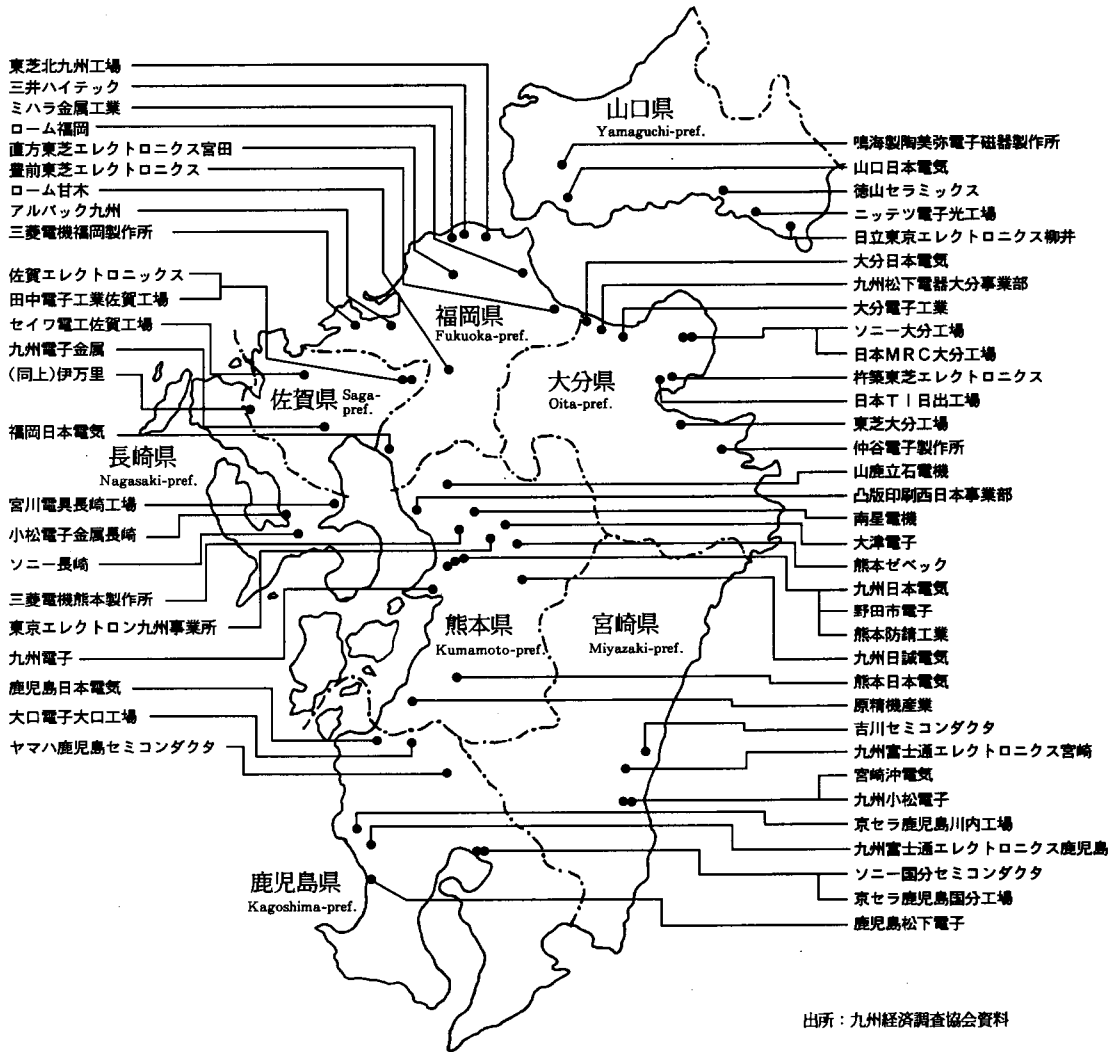 東芝北九州工場
三井ハイテック
ミハラ金属工業
ローム福岡
直方東芝エレクトロニクス宮田
豊前東芝エレクトロニクス
ローム甘木
アルバック九州
三菱電機福岡製作所
佐賀エレクトロニックス
田中電子工業佐賀工場
セイワ電工佐賀工場
九州電子金属
(同上)伊万里
福岡日本電気
長崎県
Nagasaki-pref.
宮川電具長崎工場
小松電子金属長崎
ソニー長崎
三菱電機熊本製作所
東京エレクトロン九州事業所
九州電子
鹿児島日本電気
大口電子大口工場
ヤマハ鹿児島セミコンダクタ
山口県
Yamaguchi-pref.
福岡県
Fukuoka-pref.
佐賀県 Saga-
pref.
大分県
Oita-pref.
熊本県
Kumamoto-pref.
宮崎県
Miyazaki-pref.
鹿児島県
Kagoshima-pref.
鳴海製陶美弥電子磁器製作所
山口日本電気
徳山セラミックス
ニッテツ電子光工場
日立東京エレクトロニクス柳井
大分日本電気
九州松下電器大分事業部
大分電子工業
ソニー大分工場
日本MRC大分工場
杵築東芝エレクトロニクス
日本TI日出工場
東芝大分工場
仲谷電子製作所
山鹿立石電機
凸版印刷西日本事業部
南星電機
大津電子
熊本ゼベック
九州日本電気
野田市電子
熊本防錆工業
九州日誠電気
熊本日本電気
原精機産業
吉川セミコンダクタ
九州富士通エレクトロニクス宮崎
宮崎沖電気
九州小松電子
京セラ鹿児島川内工場
九州富士通エレクトロニクス鹿児島
ソニー国分セミコンダクタ
京セラ鹿児島国分工場
鹿児島松下電子
出所：九州経済調査協会資料